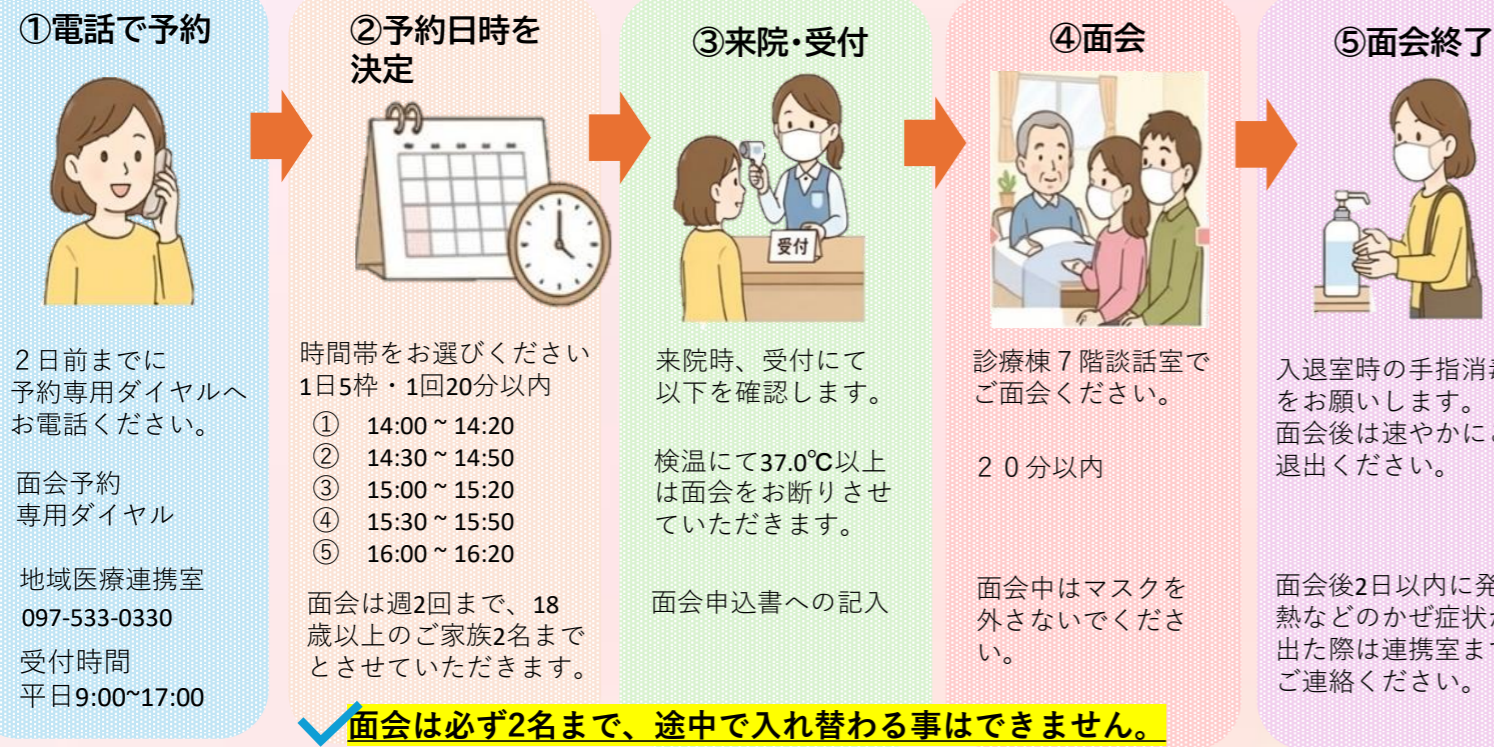 ①電話で予約
２日前までに
予約専用ダイヤルへ
お電話ください。
面会予約
専用ダイヤル
地域医療連携室
097-533-0330
受付時間
平日9:00~17:00
②予約日時を
決定
時間帯をお選びください
1日5枠・1回20分以内
① 14:00 ~ 14:20
② 14:30 ~ 14:50
③ 15:00 ~ 15:20
④ 15:30 ~ 15:50
⑤ 16:00 ~ 16:20
面会は週2回まで、18
歳以上のご家族2名まで
とさせていただきます。
③来院・受付
受付
来院時、受付にて
以下を確認します。
検温にて37.0℃以上
は面会をお断りさせ
ていただきます。
面会申込書への記入
④面会
診療棟７階談話室で
ご面会ください。
２０分以内
面会中はマスクを
外さないでくださ
い。
⑤面会終了
入退室時の手指消毒
をお願いします。
面会後は速やかに
退出ください。
面会後2日以内に発
熱などのかぜ症状が
出た際は連携室まで
ご連絡ください。
面会は必ず2名まで、途中で入れ替わる事はできません。